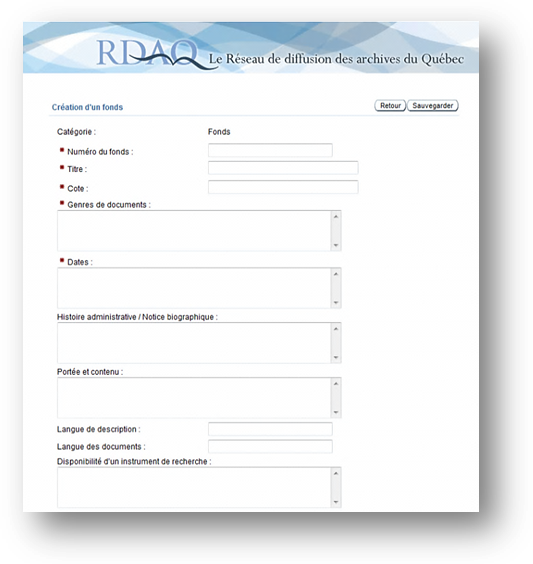 RDAQ Le Réseau de diffusion des archives du Québec
Création d'un fonds Retour Sauvegarder
Catégorie : Fonds
Numéro du fonds :
Titre :
Cote :
Genres de documents :
Dates :
Histoire administrative / Notice biographique :
Portée et contenu :
Langue de description :
Langue des documents :
Disponibilité d'un instrument de recherche :